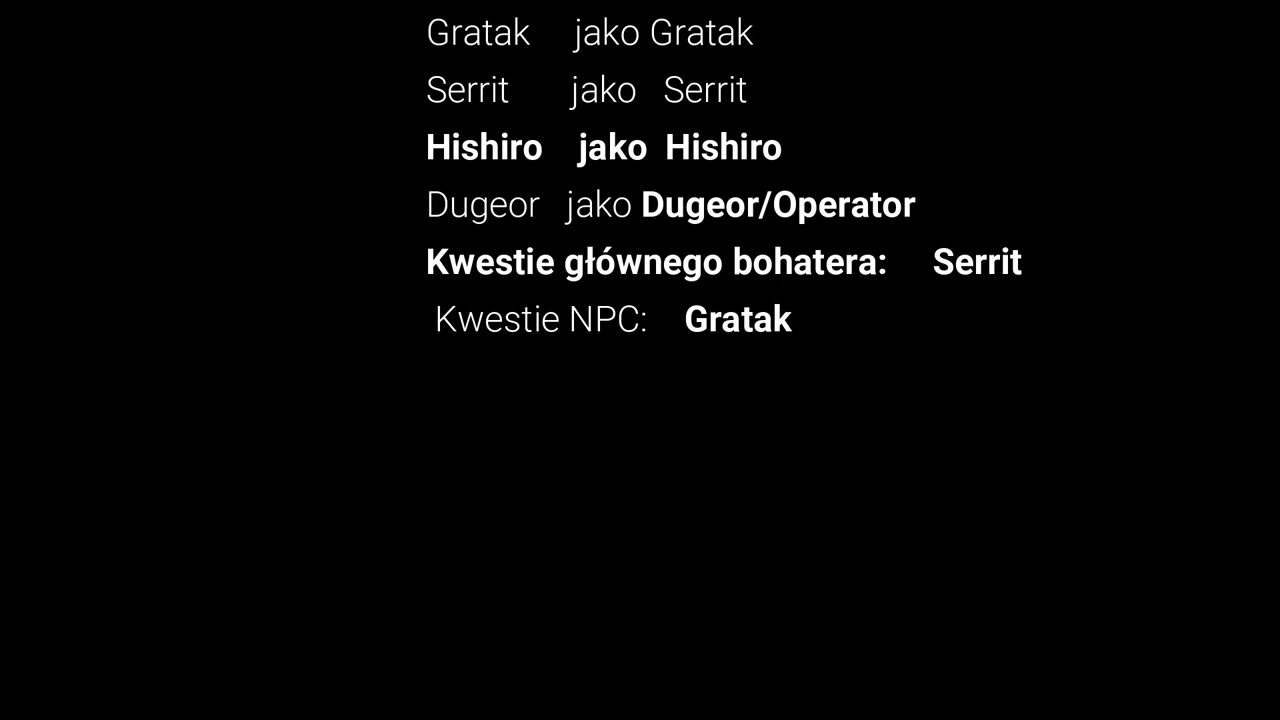 Gratak jako Gratak
Serrit jako Serrit
Hishiro jako Hishiro
Dugeor jako Dugeor/Operator
Kwestie głównego bohatera: Serrit
Kwestie NPC: Gratak